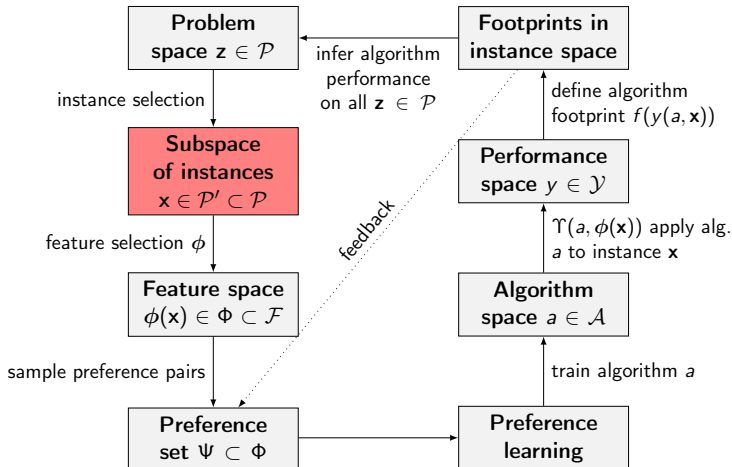 Problem
space z ∈ 𝒫
instance selection
Subspace
of instances
x ∈ 𝒫′ ⊂ 𝒫
feature selection ϕ
Feature space
ϕ(x) ∈ Φ ⊂ ℱ
sample preference pairs
Preference
set Ψ ⊂ Φ
Preference
learning
train algorithm a
Algorithm
space a ∈ 𝒜
Υ(a, ϕ(x)) apply alg.
a to instance x
Performance
space y ∈ 𝒴
define algorithm
footprint f(y(a, x))
Footprints in
instance space
infer algorithm
performance
on all z ∈ 𝒫
feedback